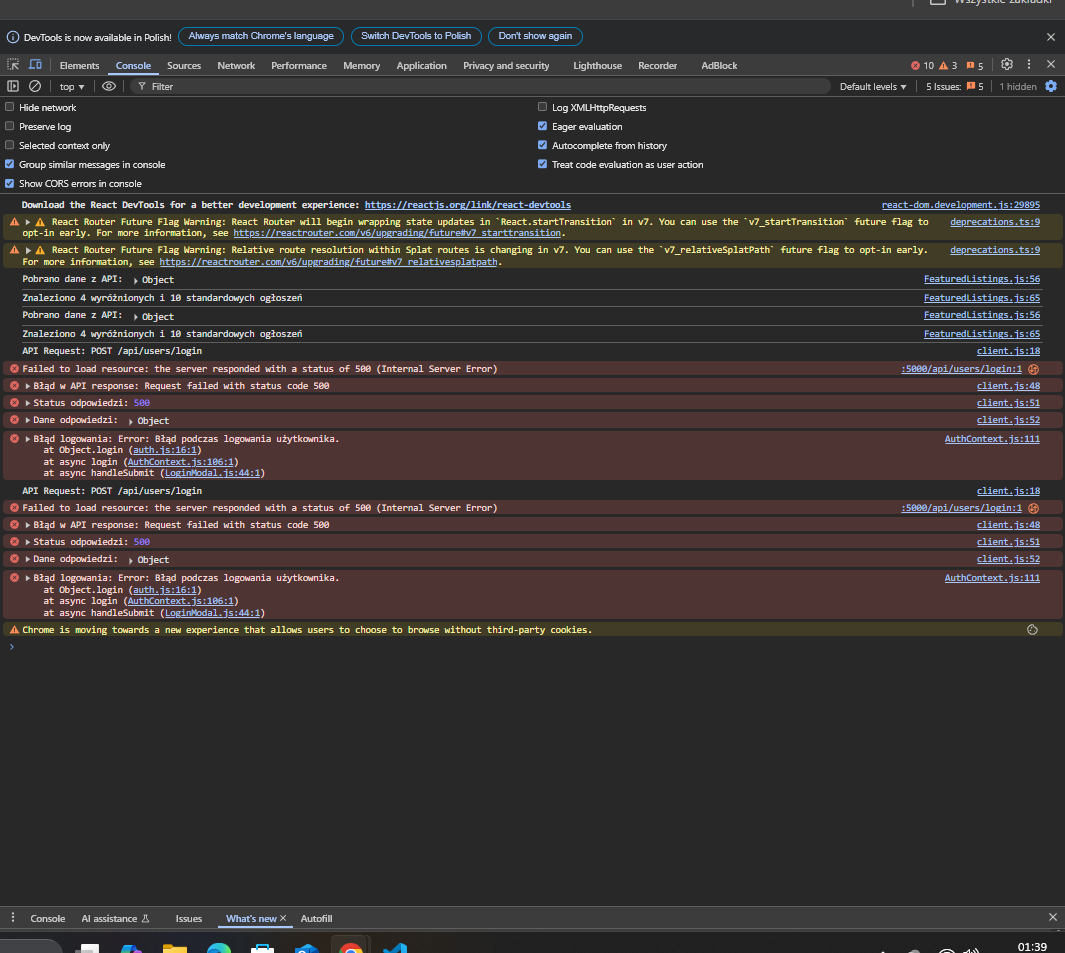 Wszystkie zakładki
DevTools is now available in Polish! Always match Chrome's language Switch DevTools to Polish Don't show again
Elements Console Sources Network Performance Memory Application Privacy and security Lighthouse Recorder AdBlock 10 3 5
top Filter Default levels 5 Issues: 5 1 hidden
Hide network Log XMLHttpRequests
Preserve log Eager evaluation
Selected context only Autocomplete from history
Group similar messages in console Treat code evaluation as user action
Show CORS errors in console
Download the React DevTools for a better development experience: https://reactjs.org/link/react-devtools react-dom.development.js:29895
React Router Future Flag Warning: React Router will begin wrapping state updates in `React.startTransition` in v7. You can use the `v7_startTransition` future flag to deprecations.ts:9
opt-in early. For more information, see https://reactrouter.com/v6/upgrading/future#v7_starttransition.
React Router Future Flag Warning: Relative route resolution within Splat routes is changing in v7. You can use the `v7_relativeSplatPath` future flag to opt-in early. deprecations.ts:9
For more information, see https://reactrouter.com/v6/upgrading/future#v7_relativesplatpath.
Pobrano dane z API: Object FeaturedListings.js:56
Znaleziono 4 wyróżnionych i 10 standardowych ogłoszeń FeaturedListings.js:65
Pobrano dane z API: Object FeaturedListings.js:56
Znaleziono 4 wyróżnionych i 10 standardowych ogłoszeń FeaturedListings.js:65
API Request: POST /api/users/login client.js:18
Failed to load resource: the server responded with a status of 500 (Internal Server Error) :5000/api/users/login:1
Błąd w API response: Request failed with status code 500 client.js:48
Status odpowiedzi: 500 client.js:51
Dane odpowiedzi: Object client.js:52
Błąd logowania: Error: Błąd podczas logowania użytkownika. AuthContext.js:111
at Object.login (auth.js:16:1)
at async login (AuthContext.js:106:1)
at async handleSubmit (LoginModal.js:44:1)
API Request: POST /api/users/login client.js:18
Failed to load resource: the server responded with a status of 500 (Internal Server Error) :5000/api/users/login:1
Błąd w API response: Request failed with status code 500 client.js:48
Status odpowiedzi: 500 client.js:51
Dane odpowiedzi: Object client.js:52
Błąd logowania: Error: Błąd podczas logowania użytkownika. AuthContext.js:111
at Object.login (auth.js:16:1)
at async login (AuthContext.js:106:1)
at async handleSubmit (LoginModal.js:44:1)
Chrome is moving towards a new experience that allows users to choose to browse without third-party cookies.
Console AI assistance Issues What's new Autofill
01:39